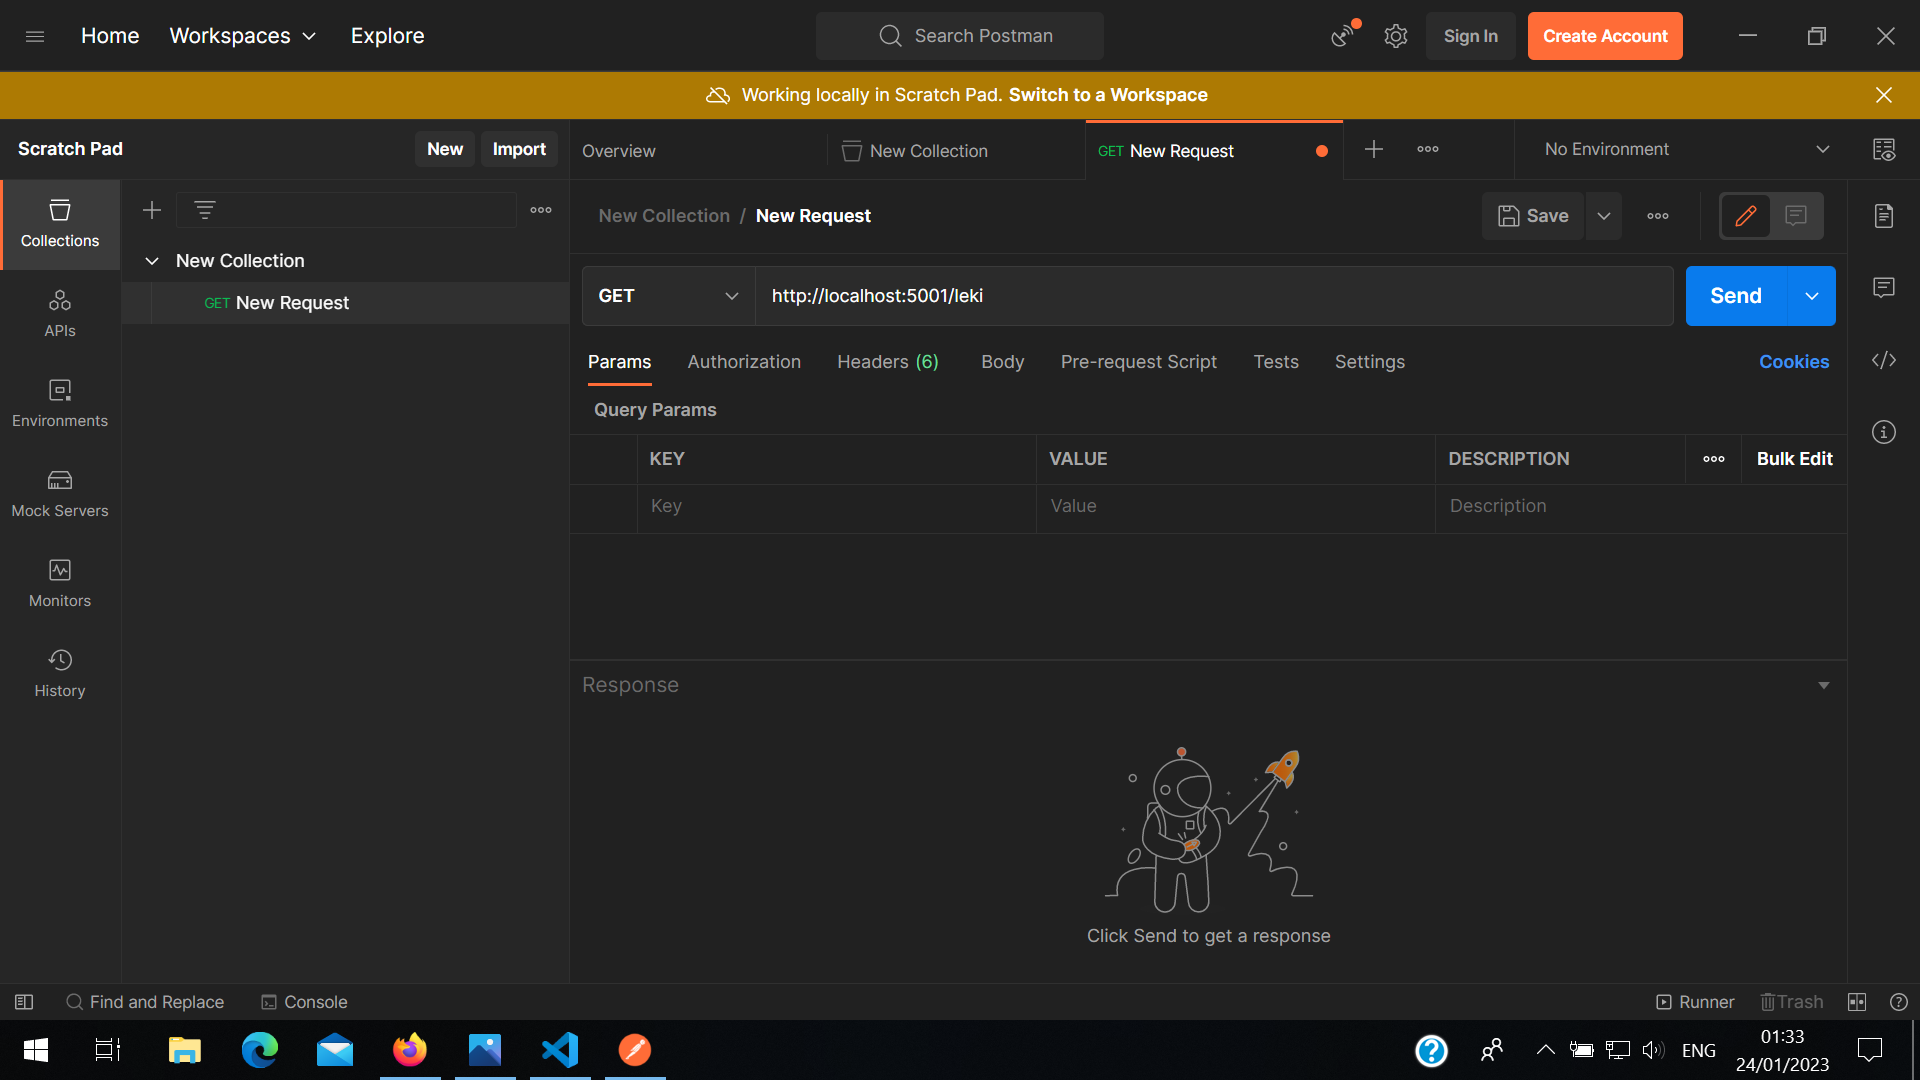 Home Workspaces Explore
Search Postman
Sign In
Create Account
Working locally in Scratch Pad. Switch to a Workspace
Scratch Pad
New
Import
Overview
New Collection
GET New Request
No Environment
Collections
APIs
Environments
Mock Servers
Monitors
History
New Collection
GET New Request
New Collection / New Request
Save
GET
http://localhost:5001/leki
Send
Params Authorization Headers (6) Body Pre-request Script Tests Settings Cookies
Query Params
KEY VALUE DESCRIPTION Bulk Edit
Key Value Description
Response
Click Send to get a response
Find and Replace Console Runner Trash
ENG
01:33
24/01/2023